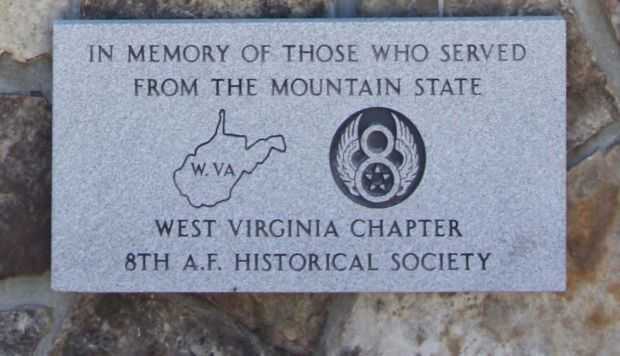 IN MEMORY OF THOSE WHO SERVED
FROM THE MOUNTAIN STATE
W.VA
8
WEST VIRGINIA CHAPTER
8TH A.F. HISTORICAL SOCIETY